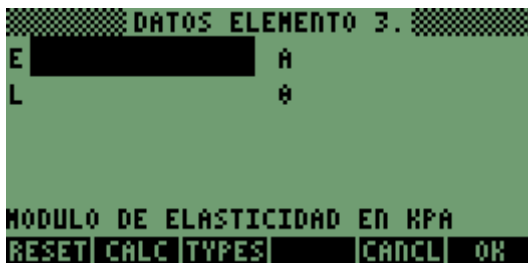 DATOS ELEMENTO 3.
E A
L θ
MODULO DE ELASTICIDAD EN KPA
RESET CALC TYPES CANCL OK